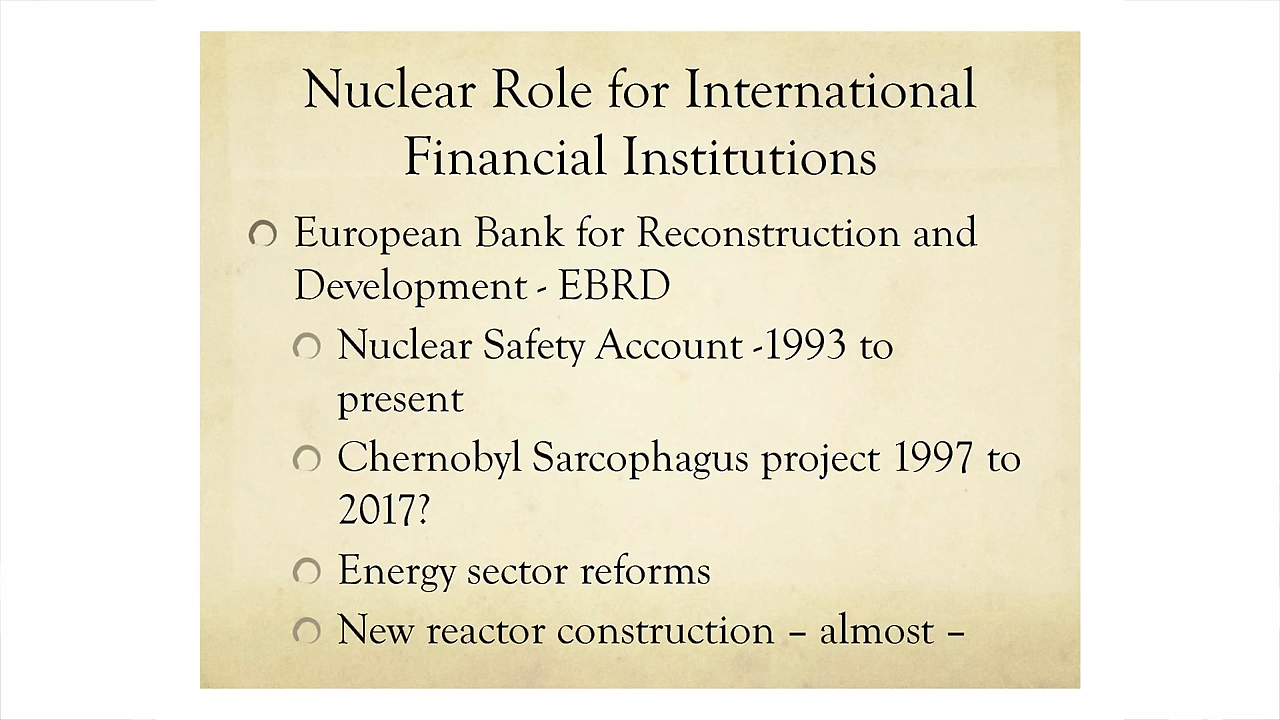 Nuclear Role for International
Financial Institutions
European Bank for Reconstruction and
Development - EBRD
Nuclear Safety Account -1993 to
present
Chernobyl Sarcophagus project 1997 to
2017?
Energy sector reforms
New reactor construction – almost –